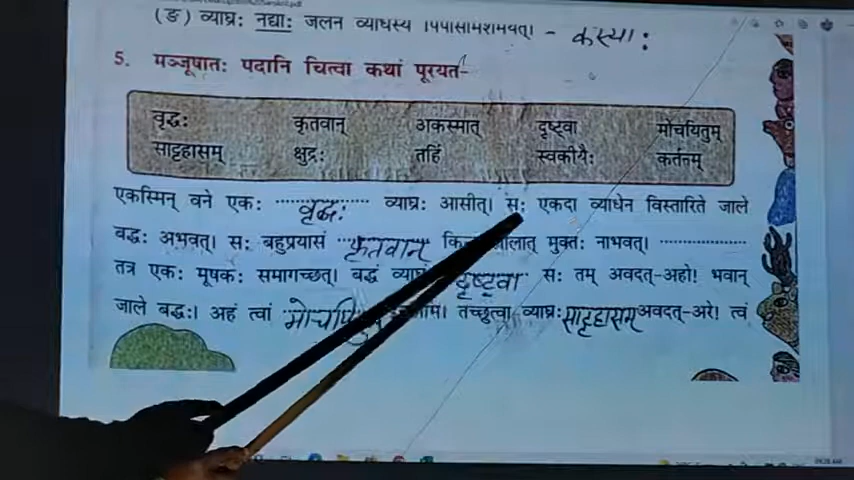 (ङ) व्याघ्रः नद्याः जलेन व्याधस्य पिपासामशमयत्। - कस्याः
5. मञ्जूषातः पदानि चित्वा कथां पूरयत-
वृद्धः कृतवान् अकस्मात् दृष्ट्वा मोचयितुम्
साट्टहासम् क्षुद्रः तर्हि स्वकीयैः कर्तनम्
एकस्मिन् वने एकः ....वृद्धः.... व्याघ्रः आसीत्। सः एकदा व्याधेन विस्तारिते जाले
बद्धः अभवत्। सः बहुप्रयासं ...कृतवान् मुक्तः नाभवत्। ................
तत्र एकः मूषकः समागच्छत्। बद्धं व्याघ्रं दृष्ट्वा सः तम् अवदत्-अहो! भवान्
जाले बद्धः। अहं त्वां तच्छ्रुत्वा व्याघ्रः साट्टहासम् अवदत्-अरे! त्वं